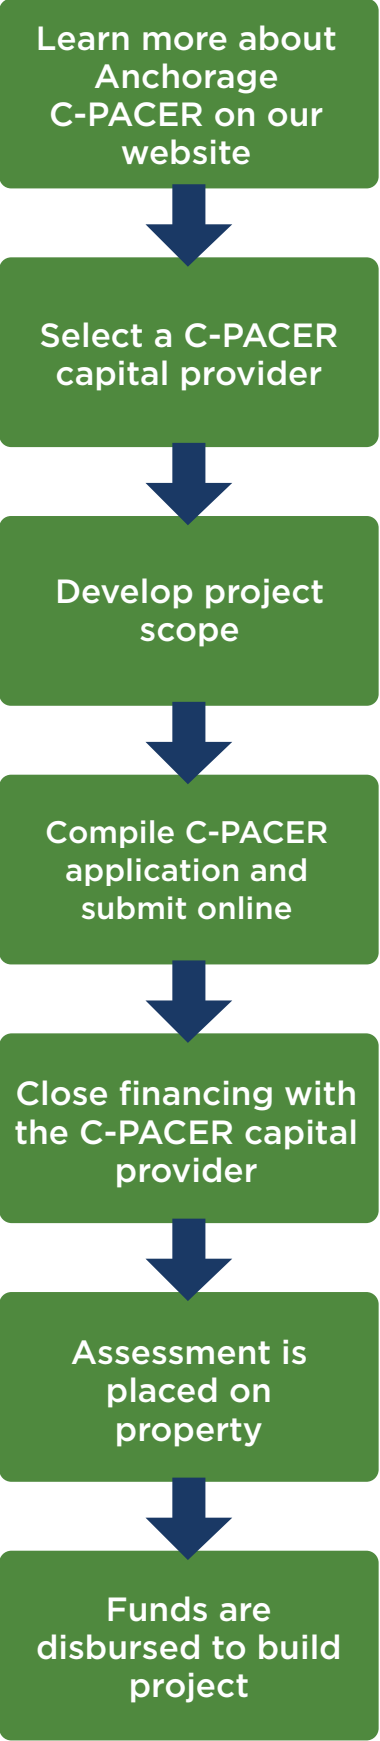 Learn more about
Anchorage
C-PACER on our
website
Select a C-PACER
capital provider
Develop project
scope
Compile C-PACER
application and
submit online
Close financing with
the C-PACER capital
provider
Assessment is
placed on
property
Funds are
disbursed to build
project